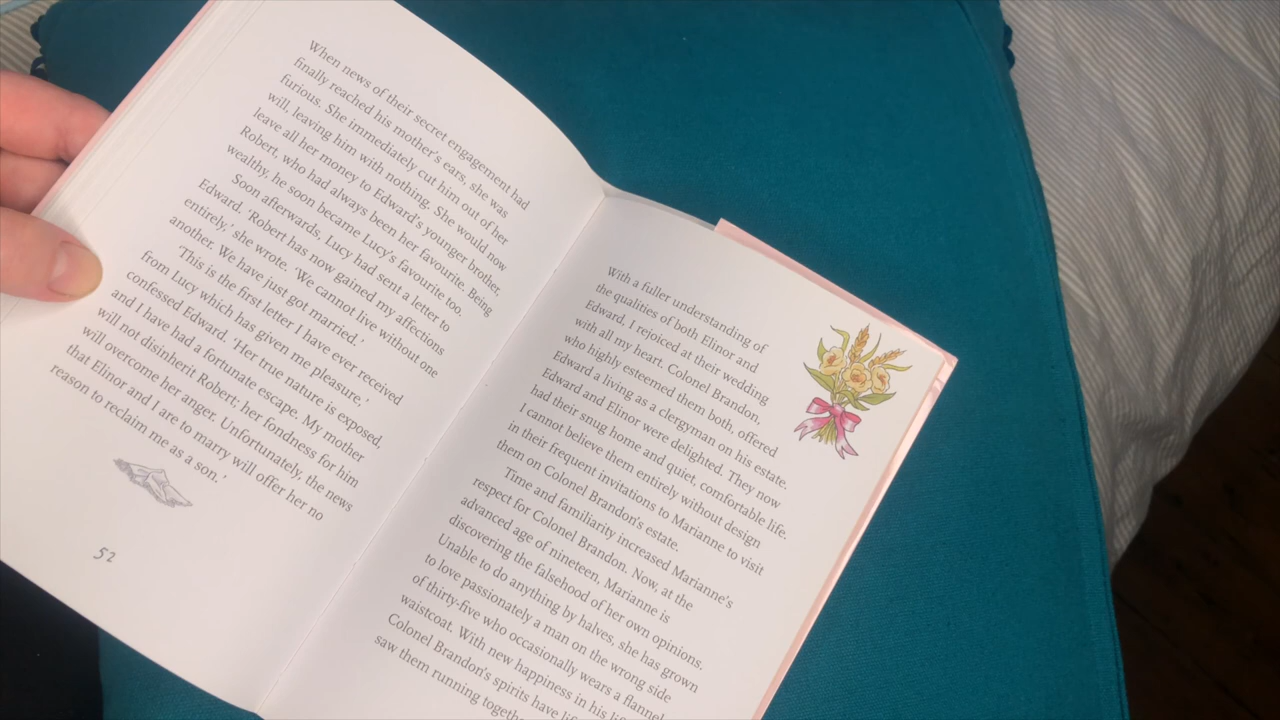 When news of their secret engagement had
finally reached his mother's ears, she was
furious. She immediately cut him out of her
will, leaving him with nothing. She would now
leave all her money to Edward's younger brother,
Robert, who had always been her favourite. Being
wealthy, he soon became Lucy's favourite too.
Soon afterwards, Lucy had sent a letter to
Edward. 'Robert has now gained my affections
entirely,' she wrote. 'We cannot live without one
another. We have just got married.'
'This is the first letter I have ever received
from Lucy which has given me pleasure.'
confessed Edward. 'Her true nature is exposed,
and I have had a fortunate escape. My mother
will not disinherit Robert; her fondness for him
will overcome her anger. Unfortunately, the news
that Elinor and I are to marry will offer her no
reason to reclaim me as a son.'
52
With a fuller understanding of
the qualities of both Elinor and
Edward, I rejoiced at their wedding
with all my heart. Colonel Brandon,
who highly esteemed them both, offered
Edward a living as a clergyman on his estate.
Edward and Elinor were delighted. They now
had their snug home and quiet, comfortable life.
I cannot believe them entirely without design
in their frequent invitations to Marianne to visit
them on Colonel Brandon's estate.
Time and familiarity increased Marianne's
respect for Colonel Brandon. Now, at the
advanced age of nineteen, Marianne is
discovering the falsehood of her own opinions.
Unable to do anything by halves, she has grown
to love passionately a man on the wrong side
of thirty-five who occasionally wears a flannel
waistcoat. With new happiness in his
Colonel Brandon's spirits have
saw them running